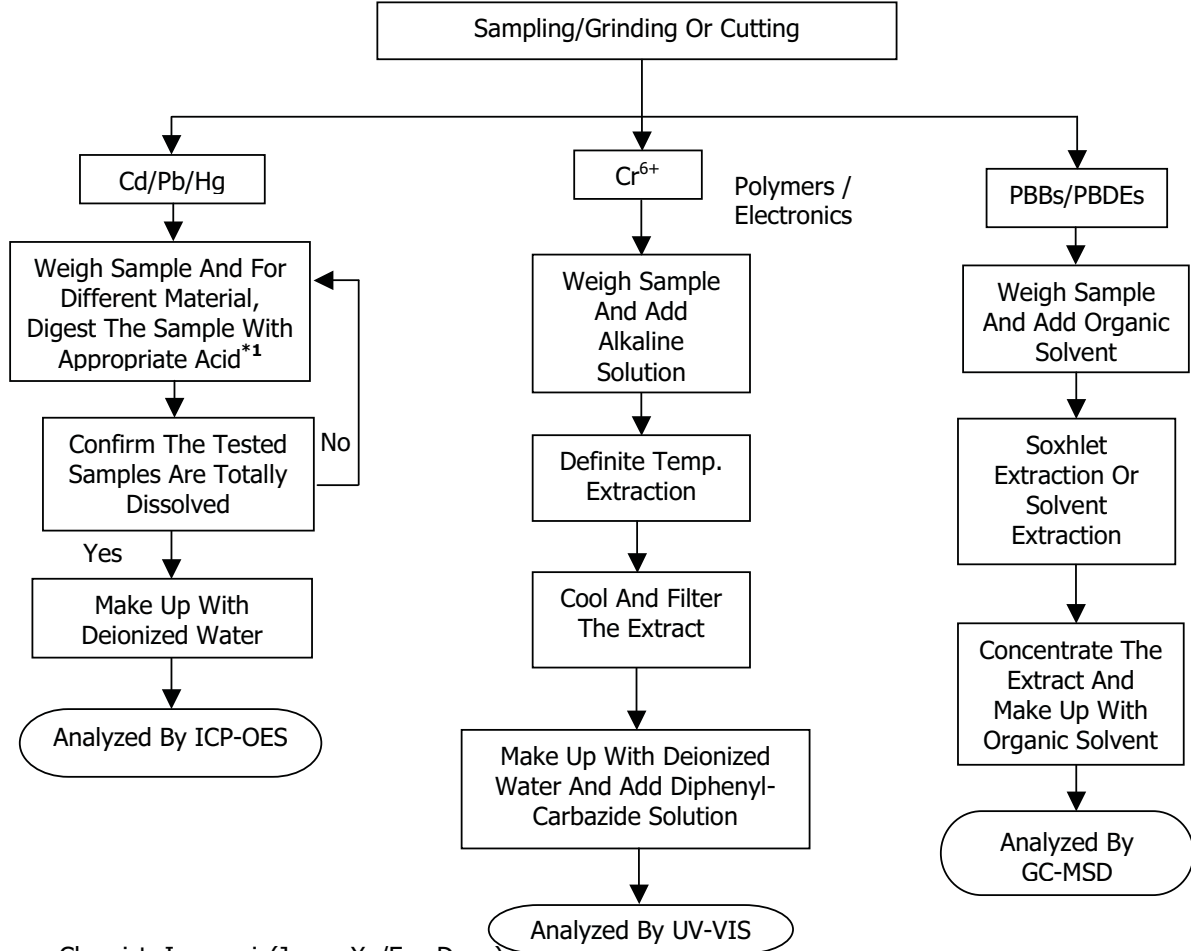 Sampling/Grinding Or Cutting
Cd/Pb/Hg
Weigh Sample And For
Different Material,
Digest The Sample With
Appropriate Acid*1
Confirm The Tested
Samples Are Totally
Dissolved
No
Yes
Make Up With
Deionized Water
Analyzed By ICP-OES
Cr6+
Polymers /
Electronics
Weigh Sample
And Add
Alkaline
Solution
Definite Temp.
Extraction
Cool And Filter
The Extract
Make Up With Deionized
Water And Add Diphenyl-
Carbazide Solution
Analyzed By UV-VIS
PBBs/PBDEs
Weigh Sample
And Add Organic
Solvent
Soxhlet
Extraction Or
Solvent
Extraction
Concentrate The
Extract And
Make Up With
Organic Solvent
Analyzed By
GC-MSD